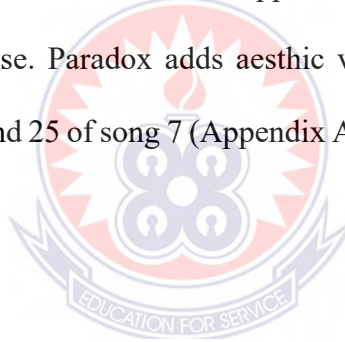 se. Paradox adds aesthic v
nd 25 of song 7 (Appendix A
EDUCATION FOR SERVICE